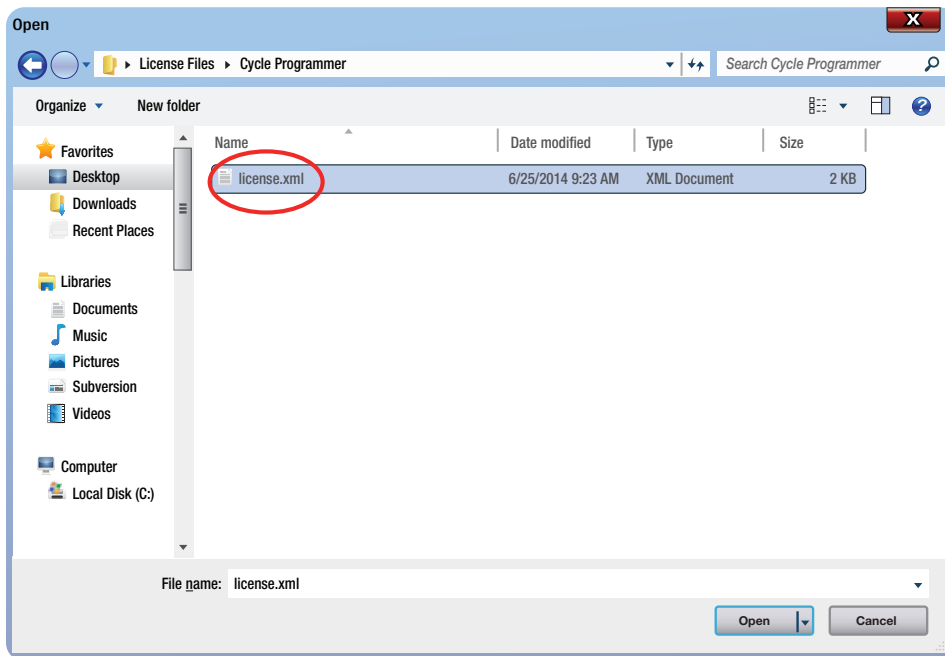 Open
X
License Files Cycle Programmer Search Cycle Programmer
Organize New folder ?
Favorites
Desktop
Downloads
Recent Places
Libraries
Documents
Music
Pictures
Subversion
Videos
Computer
Local Disk (C:)
Name Date modified Type Size
license.xml 6/25/2014 9:23 AM XML Document 2 KB
File name: license.xml
Open Cancel